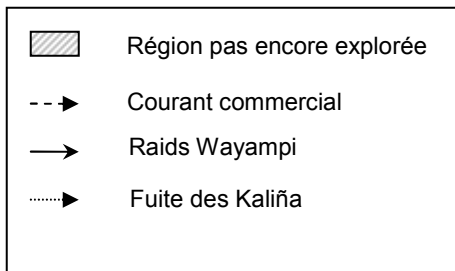 Région pas encore explorée
Courant commercial
Raids Wayampi
Fuite des Kaliña